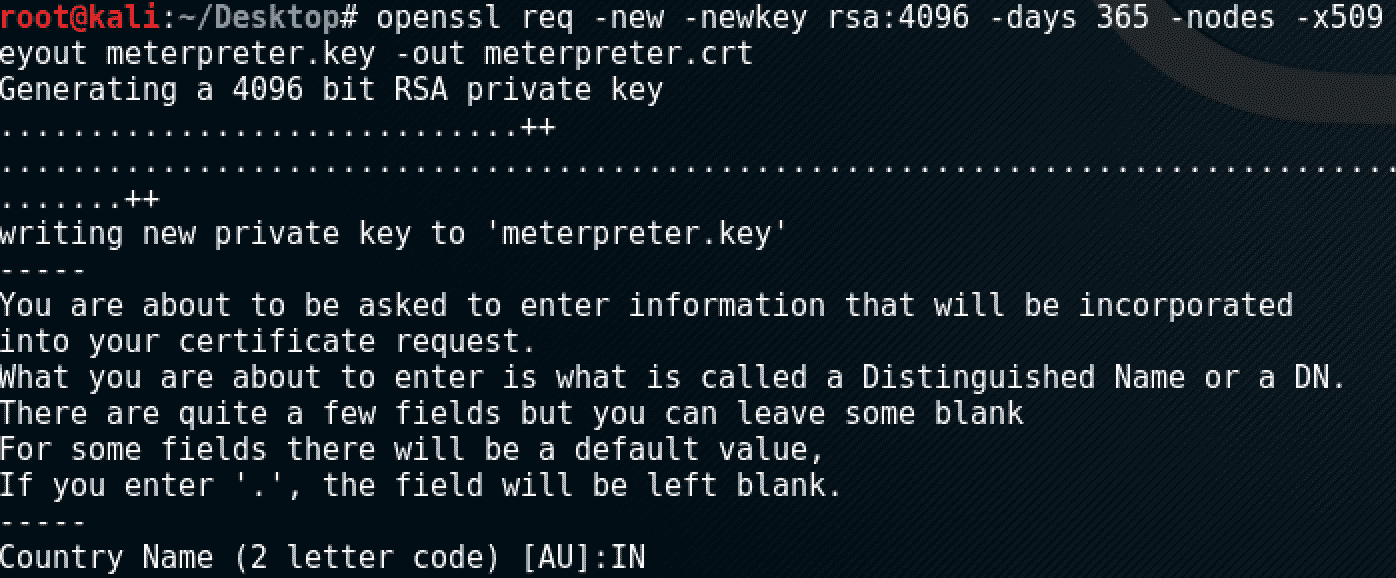 root@kali:~/Desktop# openssl req -new -newkey rsa:4096 -days 365 -nodes -x509
eyout meterpreter.key -out meterpreter.crt
Generating a 4096 bit RSA private key
..............................++
................................................................................
.......++
writing new private key to 'meterpreter.key'
-----
You are about to be asked to enter information that will be incorporated
into your certificate request.
What you are about to enter is what is called a Distinguished Name or a DN.
There are quite a few fields but you can leave some blank
For some fields there will be a default value,
If you enter '.', the field will be left blank.
-----
Country Name (2 letter code) [AU]:IN